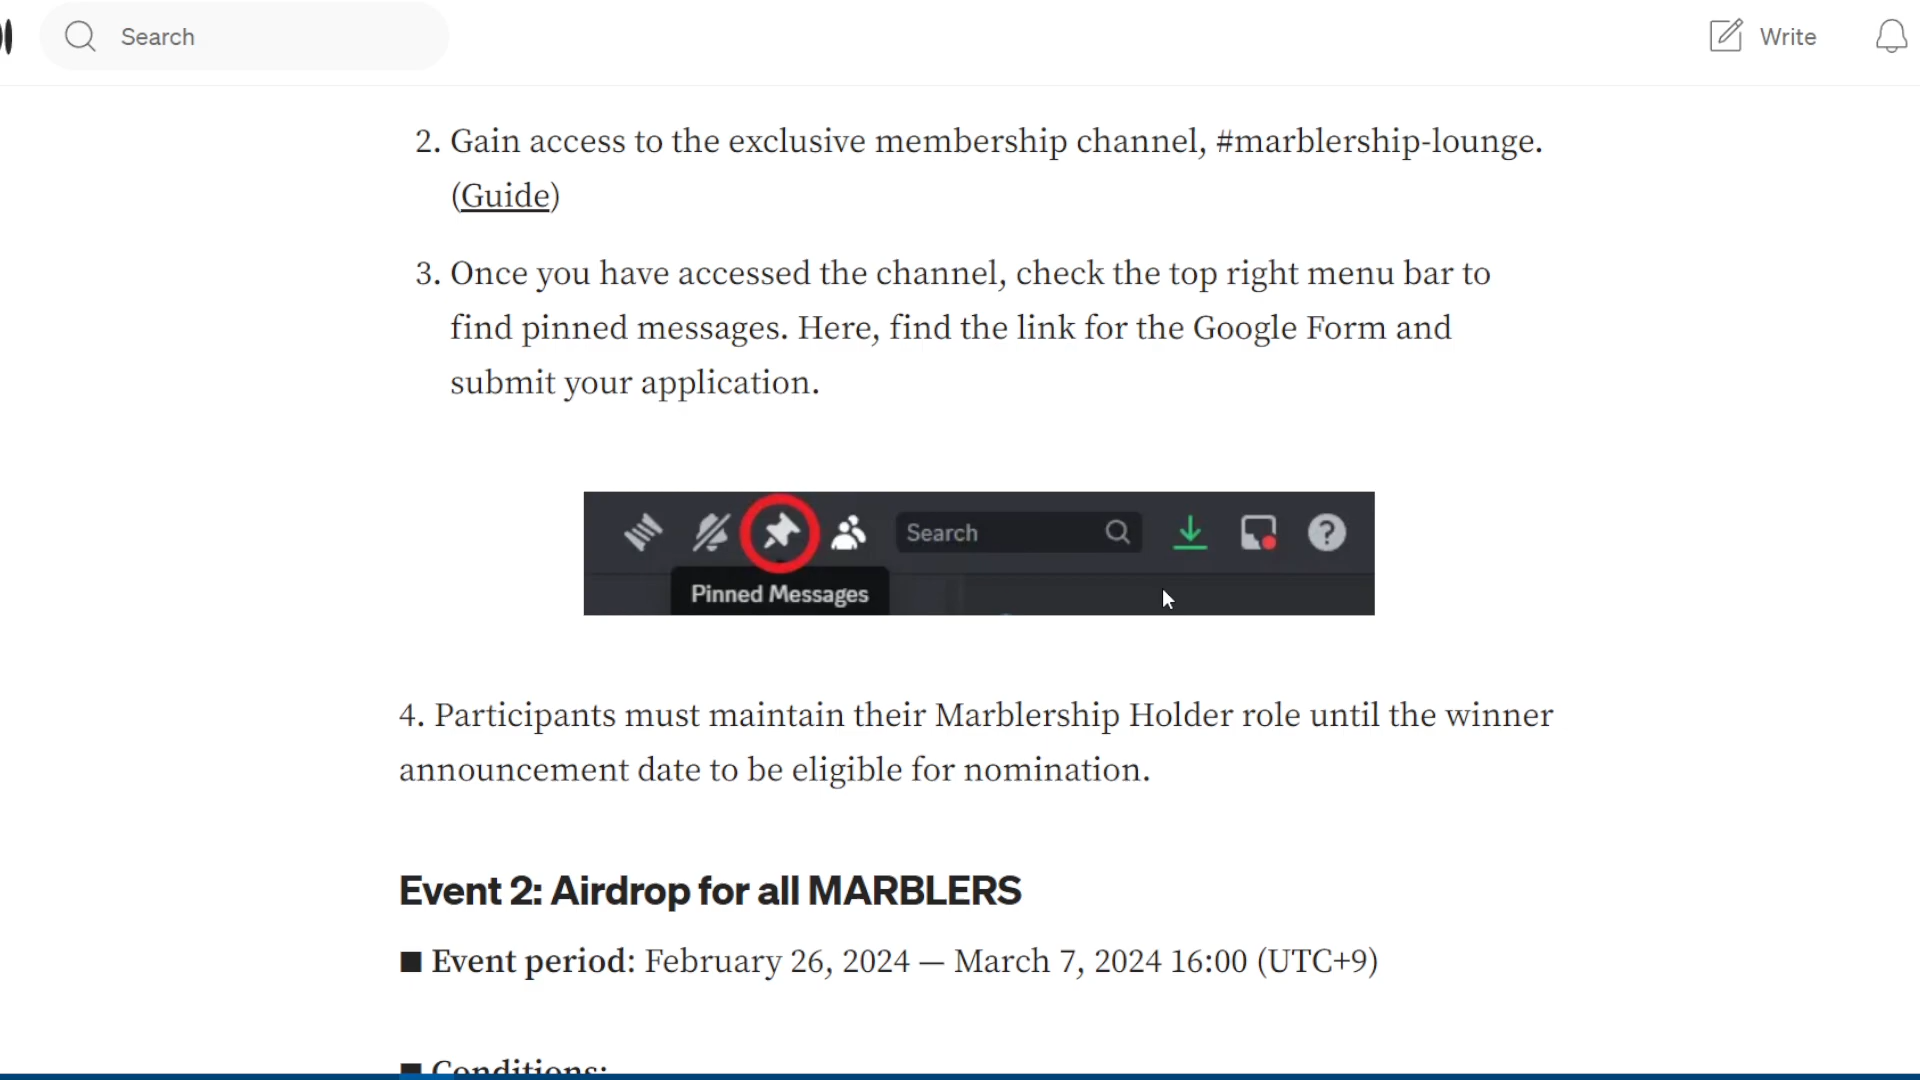 Search
Write
2. Gain access to the exclusive membership channel, #marblership-lounge.
(Guide)
3. Once you have accessed the channel, check the top right menu bar to
find pinned messages. Here, find the link for the Google Form and
submit your application.
Search
Pinned Messages
4. Participants must maintain their Marblership Holder role until the winner
announcement date to be eligible for nomination.
Event 2: Airdrop for all MARBLERS
■ Event period: February 26, 2024 — March 7, 2024 16:00 (UTC+9)
■ Conditions: